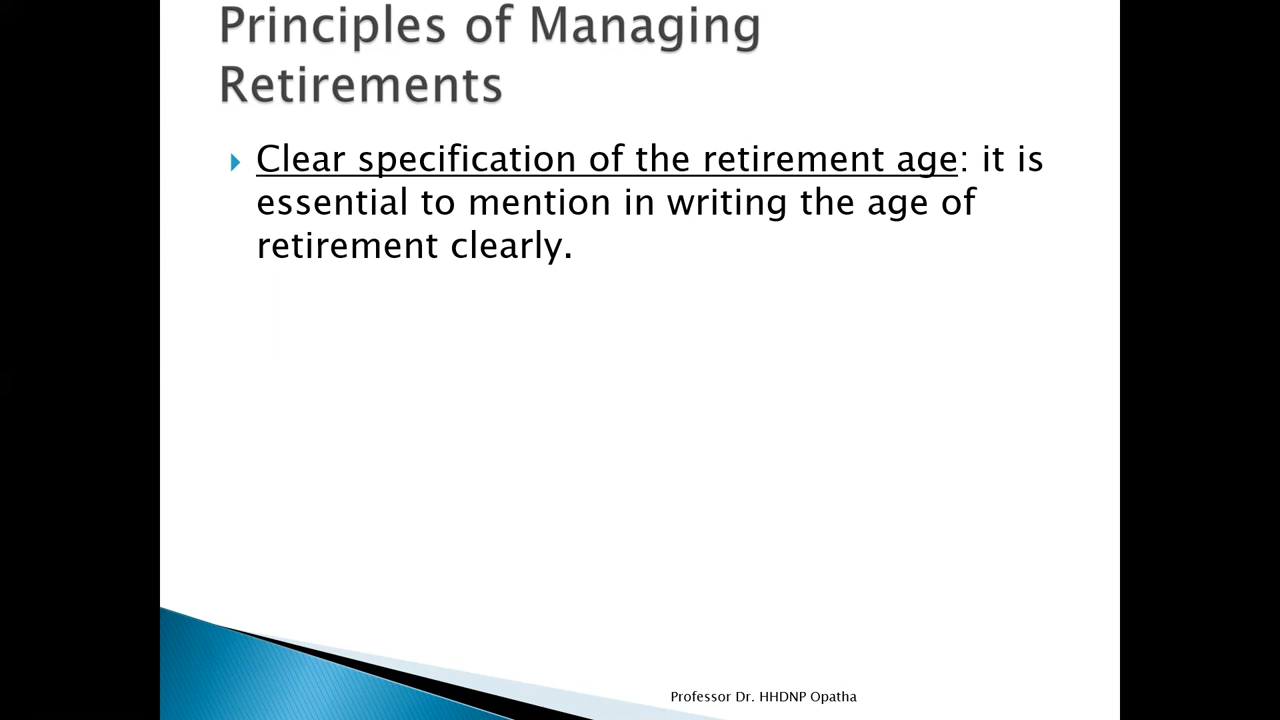 Principles of Managing
Retirements
Clear specification of the retirement age: it is
essential to mention in writing the age of
retirement clearly.
Professor Dr. HHDNP Opatha